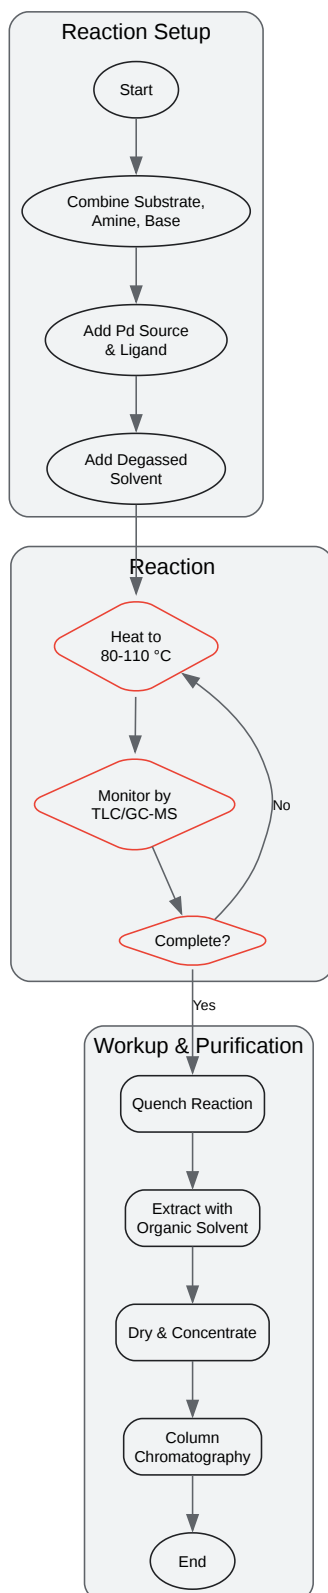 Reaction Setup
Start
Combine Substrate,
Amine, Base
Add Pd Source
& Ligand
Add Degassed
Solvent
Reaction
Heat to
80-110 °C
Monitor by
TLC/GC-MS
No
Complete?
Yes
Workup & Purification
Quench Reaction
Extract with
Organic Solvent
Dry & Concentrate
Column
Chromatography
End